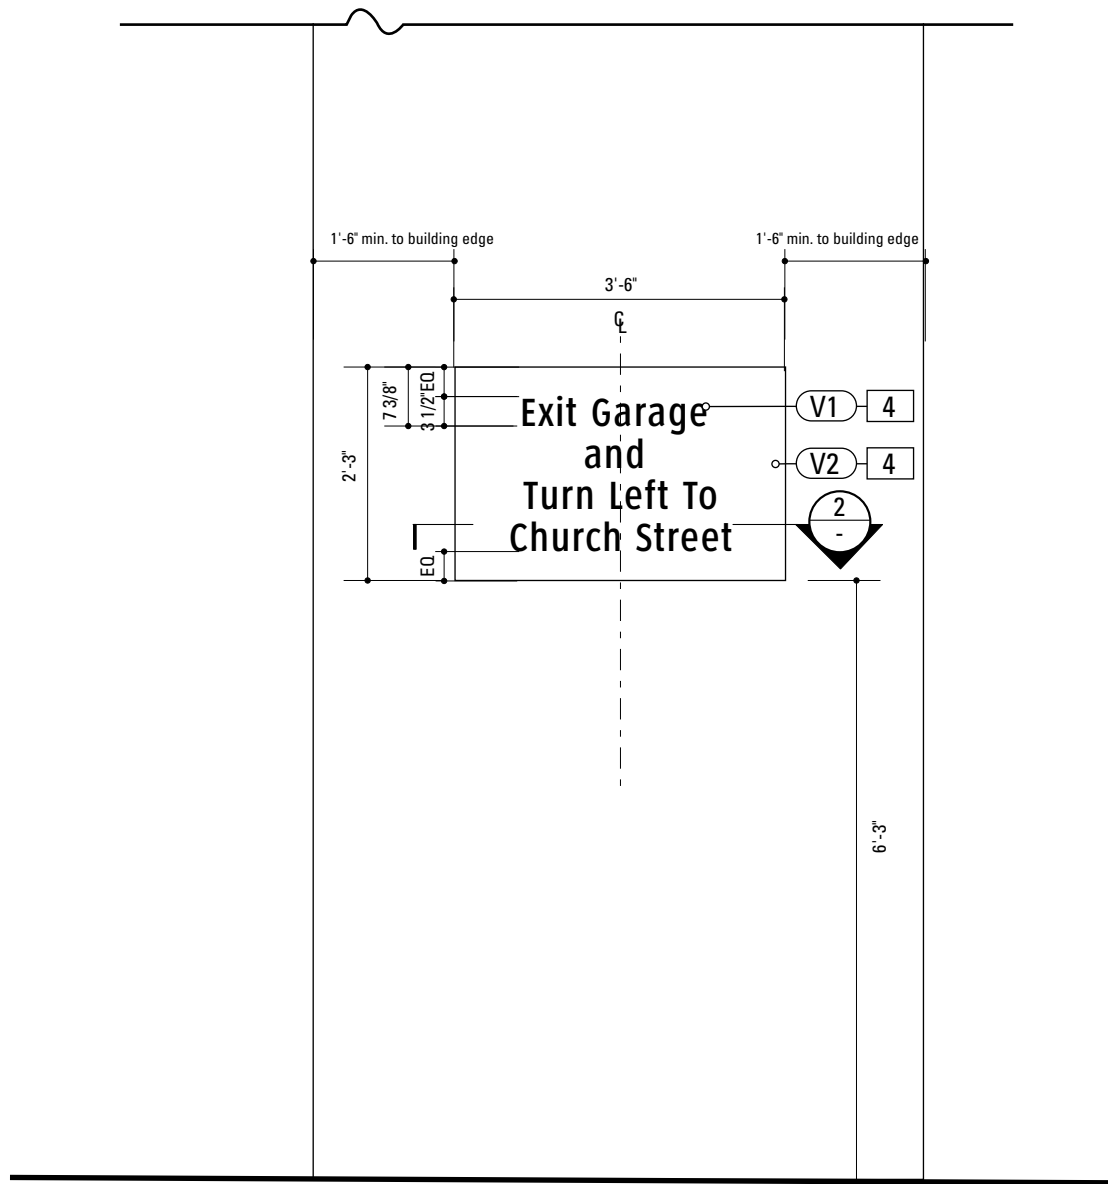 1'-6" min. to building edge
1'-6" min. to building edge
3'-6"
CL
7 3/8"
3 1/2"
EQ
2'-3"
Exit Garage
and
Turn Left To
Church Street
V1 4
V2 4
2
-
EQ
6'-3"